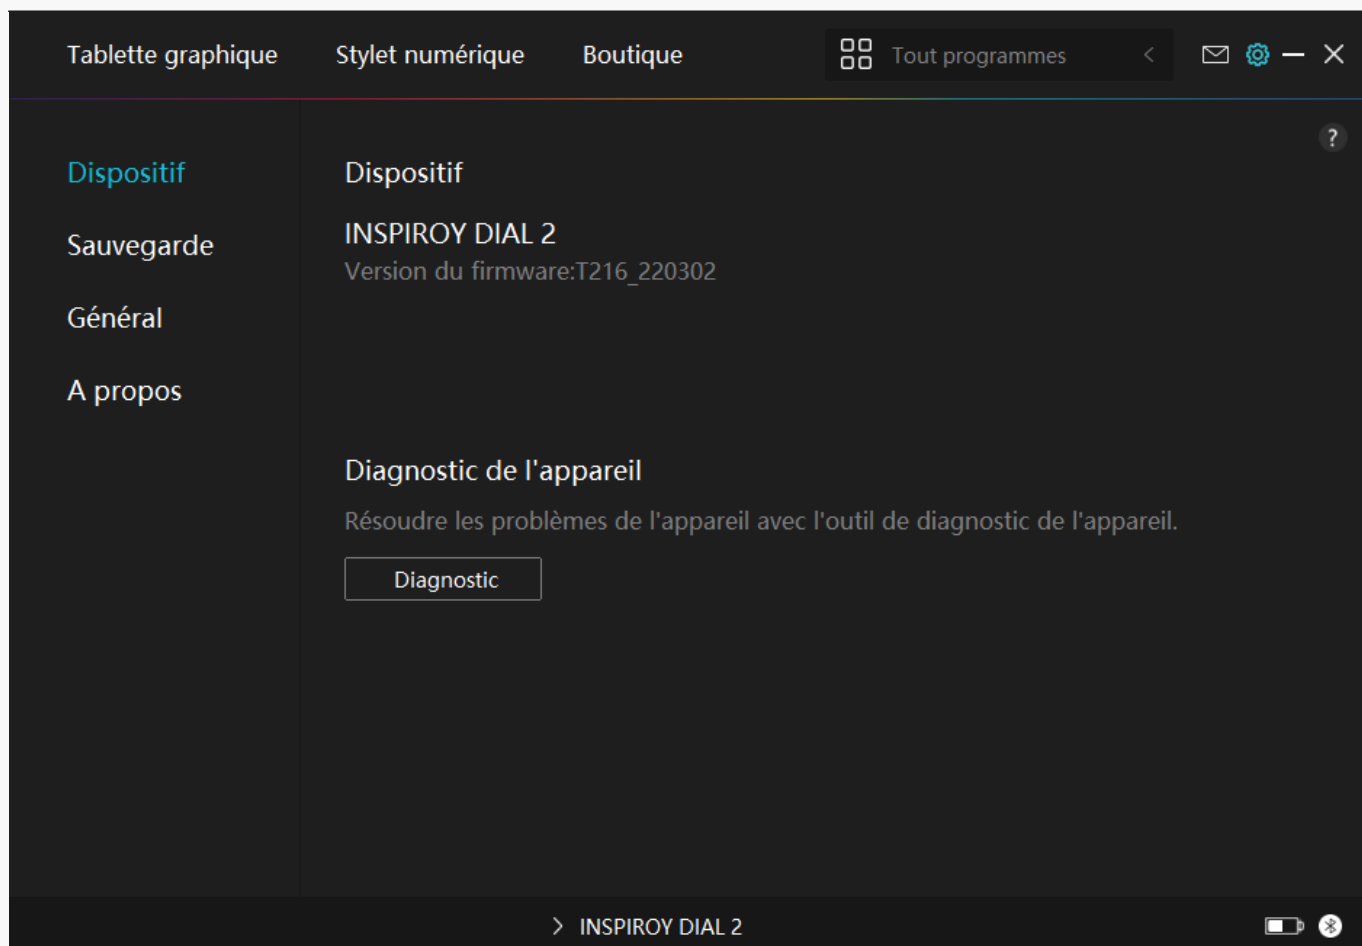 Tablette graphique Stylet numérique Boutique Tout programmes
?
Dispositif
Sauvegarde
Général
A propos
Dispositif
INSPIROY DIAL 2
Version du firmware:T216_220302
Diagnostic de l'appareil
Résoudre les problèmes de l'appareil avec l'outil de diagnostic de l'appareil.
Diagnostic
INSPIROY DIAL 2